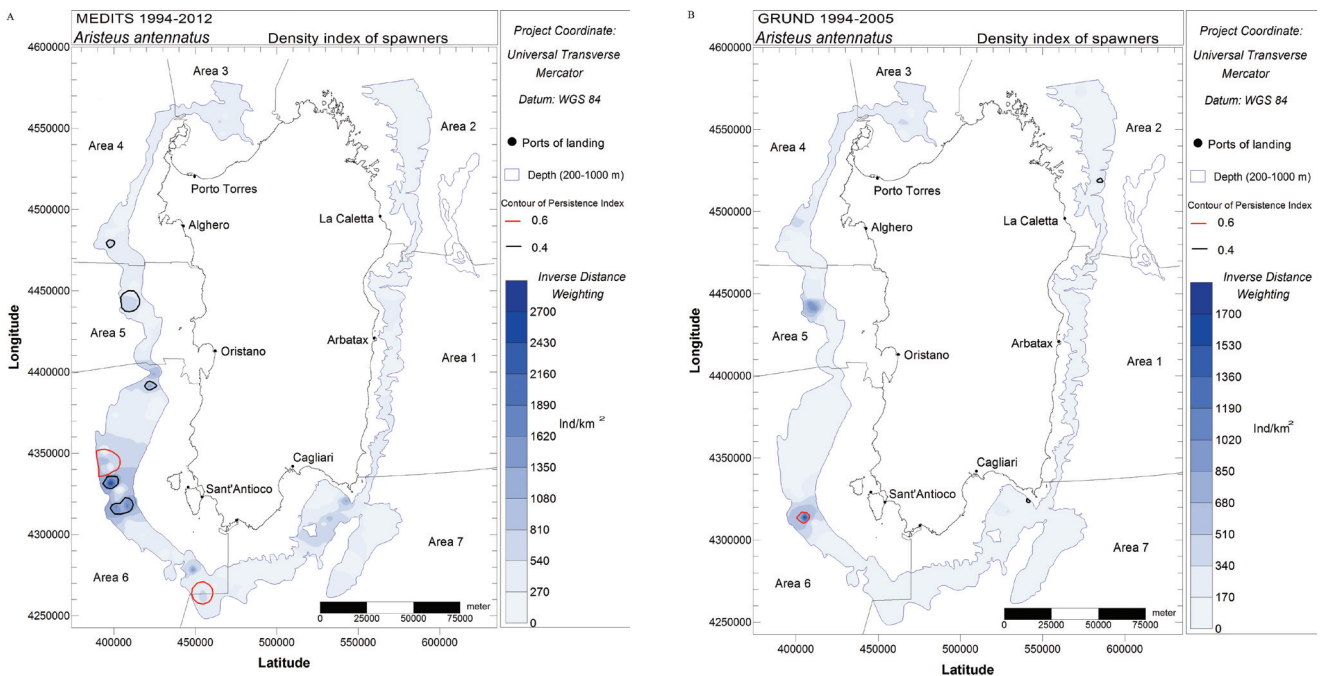 A
MEDITS 1994-2012
Aristeus antennatus
Density index of spawners
4600000
4550000
4500000
4450000
4400000
4350000
4300000
4250000
Longitude
400000
450000
500000
550000
600000
Latitude
Area 3
Area 2
Area 4
Porto Torres
Alghero
La Caletta
Area 5
Oristano
Arbatax
Area 1
Cagliari
Sant'Antioco
Area 6
Area 7
meter
0
25000
50000
75000
Project Coordinate:
Universal Transverse
Mercator
Datum: WGS 84
Ports of landing
Depth (200-1000 m)
Contour of Persistence Index
0.6
0.4
Inverse Distance
Weighting
2700
2430
2160
1890
1620
1350
1080
810
540
270
0
Ind/km²
B
GRUND 1994-2005
Aristeus antennatus
Density index of spawners
4600000
4550000
4500000
4450000
4400000
4350000
4300000
4250000
Longitude
400000
450000
500000
550000
600000
Latitude
Area 3
Area 2
Area 4
Porto Torres
Alghero
La Caletta
Area 5
Oristano
Arbatax
Area 1
Cagliari
Sant'Antioco
Area 6
Area 7
meter
0
25000
50000
75000
Project Coordinate:
Universal Transverse
Mercator
Datum: WGS 84
Ports of landing
Depth (200-1000 m)
Contour of Persistence Index
0.6
0.4
Inverse Distance
Weighting
1700
1530
1360
1190
1020
850
680
510
340
170
0
Ind/km²